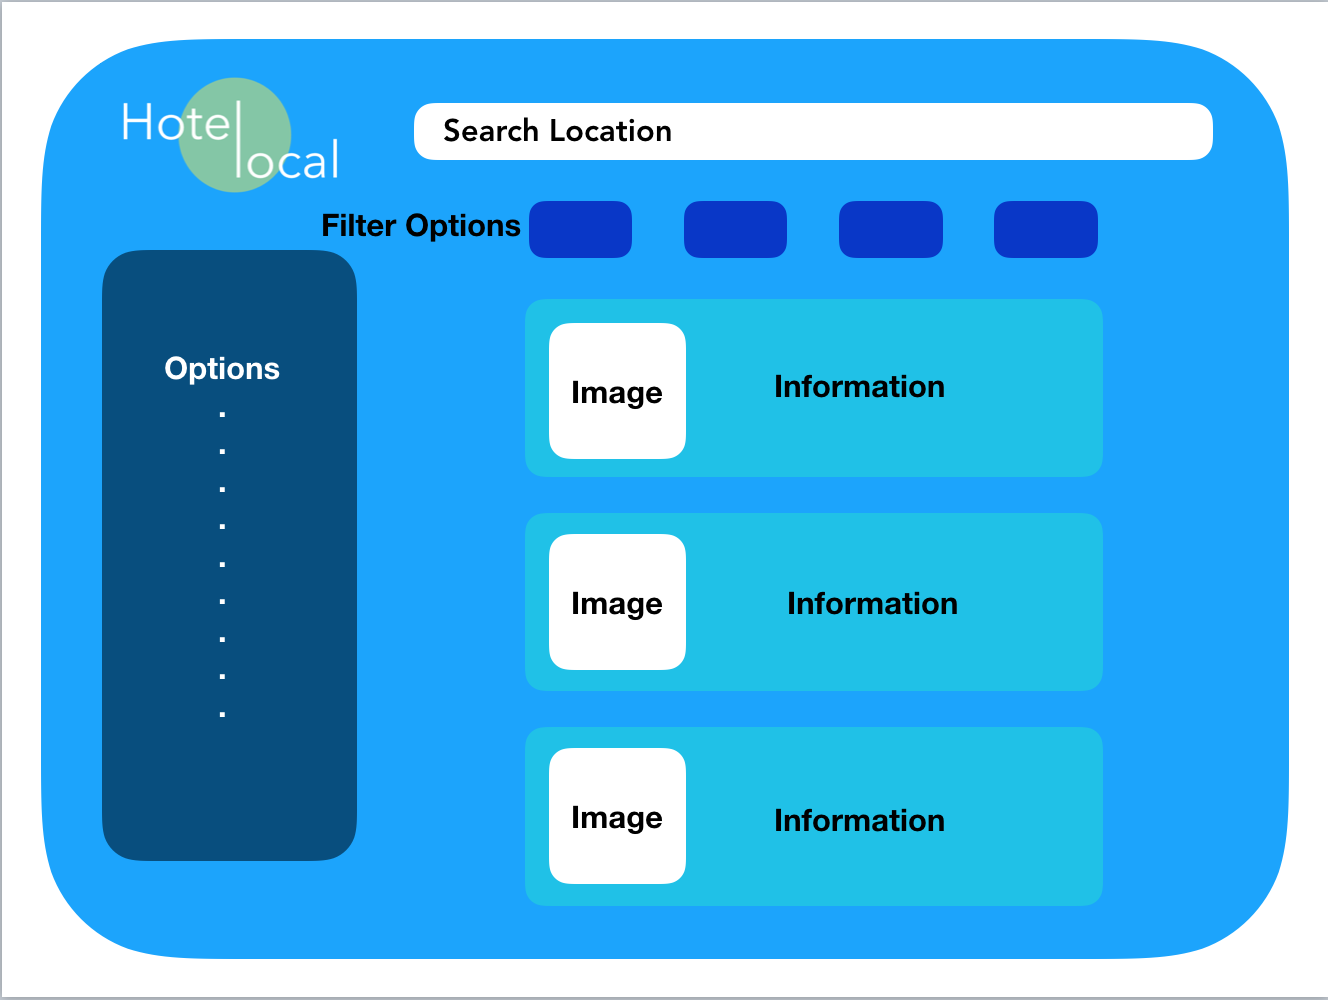 Hotel
local
Search Location
Filter Options
Options
Image
Information
Image
Information
Image
Information